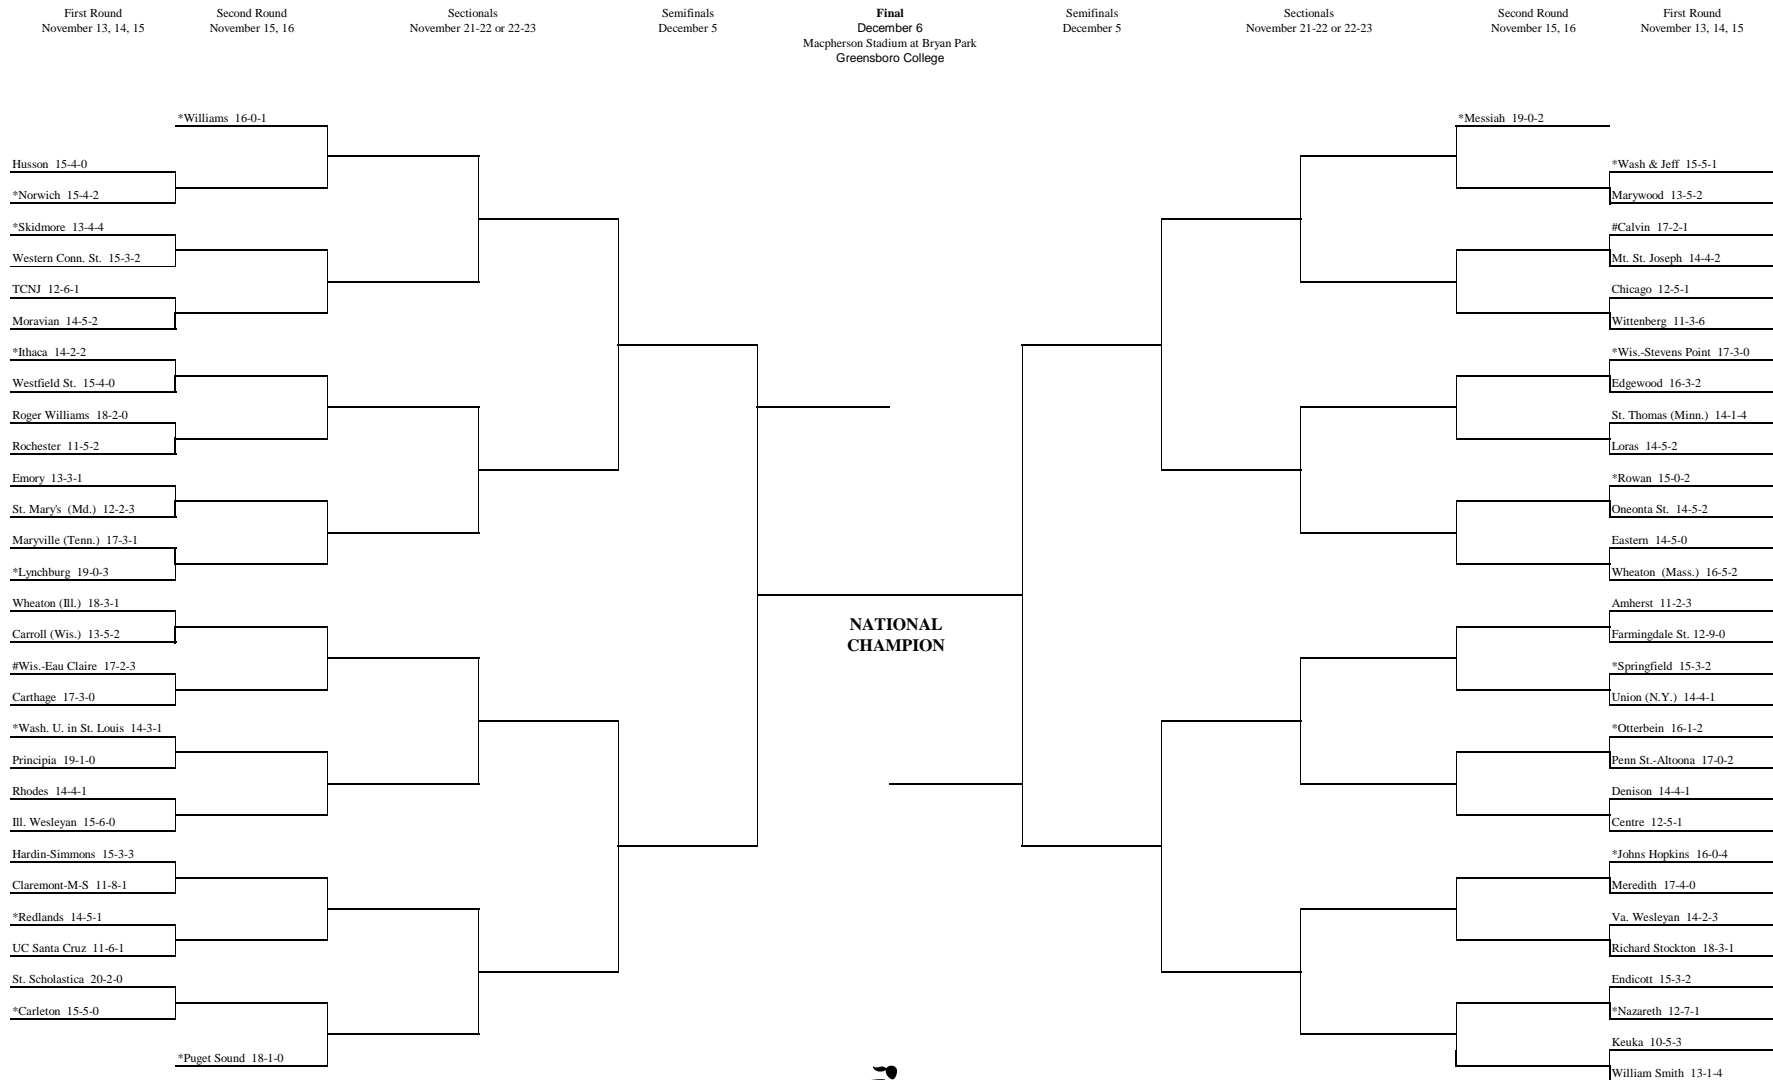 First Round
November 13, 14, 15
Second Round
November 15, 16
Sectionals
November 21-22 or 22-23
Semifinals
December 5
Final
December 6
Macpherson Stadium at Bryan Park
Greensboro College
Semifinals
December 5
Sectionals
November 21-22 or 22-23
Second Round
November 15, 16
First Round
November 13, 14, 15
*Williams 16-0-1
Husson 15-4-0
*Norwich 15-4-2
*Skidmore 13-4-4
Western Conn. St. 15-3-2
TCNJ 12-6-1
Moravian 14-5-2
*Ithaca 14-2-2
Westfield St. 15-4-0
Roger Williams 18-2-0
Rochester 11-5-2
Emory 13-3-1
St. Mary's (Md.) 12-2-3
Maryville (Tenn.) 17-3-1
*Lynchburg 19-0-3
Wheaton (Ill.) 18-3-1
Carroll (Wis.) 13-5-2
#Wis.-Eau Claire 17-2-3
Carthage 17-3-0
*Wash. U. in St. Louis 14-3-1
Principia 19-1-0
Rhodes 14-4-1
Ill. Wesleyan 15-6-0
Hardin-Simmons 15-3-3
Claremont-M-S 11-8-1
*Redlands 14-5-1
UC Santa Cruz 11-6-1
St. Scholastica 20-2-0
*Carleton 15-5-0
*Puget Sound 18-1-0
NATIONAL
CHAMPION
*Messiah 19-0-2
*Wash & Jeff 15-5-1
Marywood 13-5-2
#Calvin 17-2-1
Mt. St. Joseph 14-4-2
Chicago 12-5-1
Wittenberg 11-3-6
*Wis.-Stevens Point 17-3-0
Edgewood 16-3-2
St. Thomas (Minn.) 14-1-4
Loras 14-5-2
*Rowan 15-0-2
Oneonta St. 14-5-2
Eastern 14-5-0
Wheaton (Mass.) 16-5-2
Amherst 11-2-3
Farmingdale St. 12-9-0
*Springfield 15-3-2
Union (N.Y.) 14-4-1
*Otterbein 16-1-2
Penn St.-Altoona 17-0-2
Denison 14-4-1
Centre 12-5-1
*Johns Hopkins 16-0-4
Meredith 17-4-0
Va. Wesleyan 14-2-3
Richard Stockton 18-3-1
Endicott 15-3-2
*Nazareth 12-7-1
Keuka 10-5-3
William Smith 13-1-4